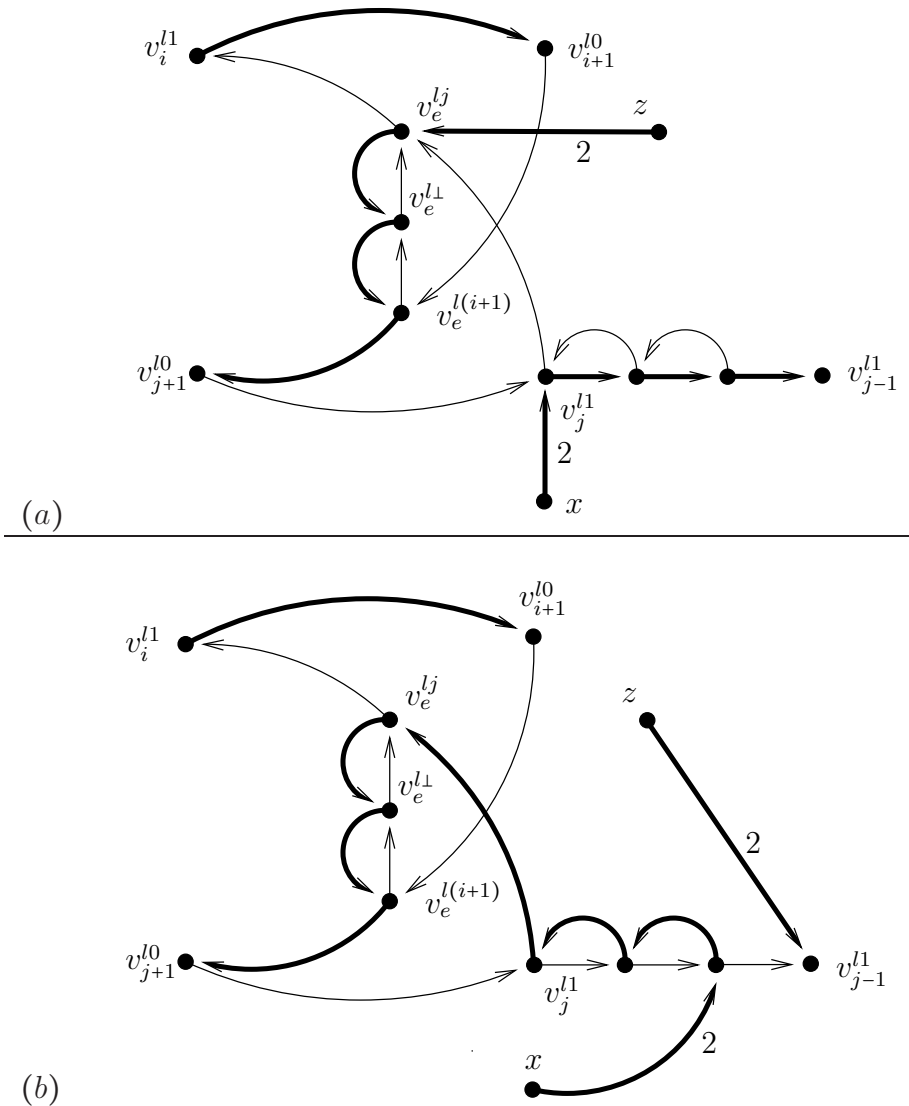 $v_i^{l1}$
$v_{i+1}^{l0}$
$v_e^{lj}$
$z$
2
$v_e^{l\perp}$
$v_e^{l(i+1)}$
$v_{j+1}^{l0}$
$v_{j-1}^{l1}$
$v_j^{l1}$
2
$x$
$(a)$
$v_{i+1}^{l0}$
$v_i^{l1}$
$v_e^{lj}$
$z$
$v_e^{l\perp}$
2
$v_e^{l(i+1)}$
$v_{j+1}^{l0}$
$v_{j-1}^{l1}$
$v_j^{l1}$
2
$x$
$(b)$